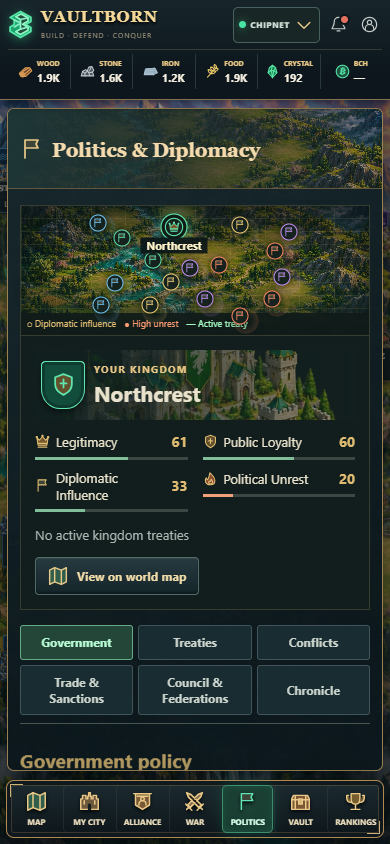 VAULTBORN
BUILD · DEFEND · CONQUER
CHIPNET
WOOD
1.9K
STONE
1.6K
IRON
1.2K
FOOD
1.9K
CRYSTAL
192
BCH
—
Politics & Diplomacy
Northcrest
Diplomatic influence
High unrest
Active treaty
YOUR KINGDOM
Northcrest
Legitimacy 61
Public Loyalty 60
Diplomatic
Influence 33
Political Unrest 20
No active kingdom treaties
View on world map
Government
Treaties
Conflicts
Trade &
Sanctions
Council &
Federations
Chronicle
Government policy
MAP
MY CITY
ALLIANCE
WAR
POLITICS
VAULT
RANKINGS